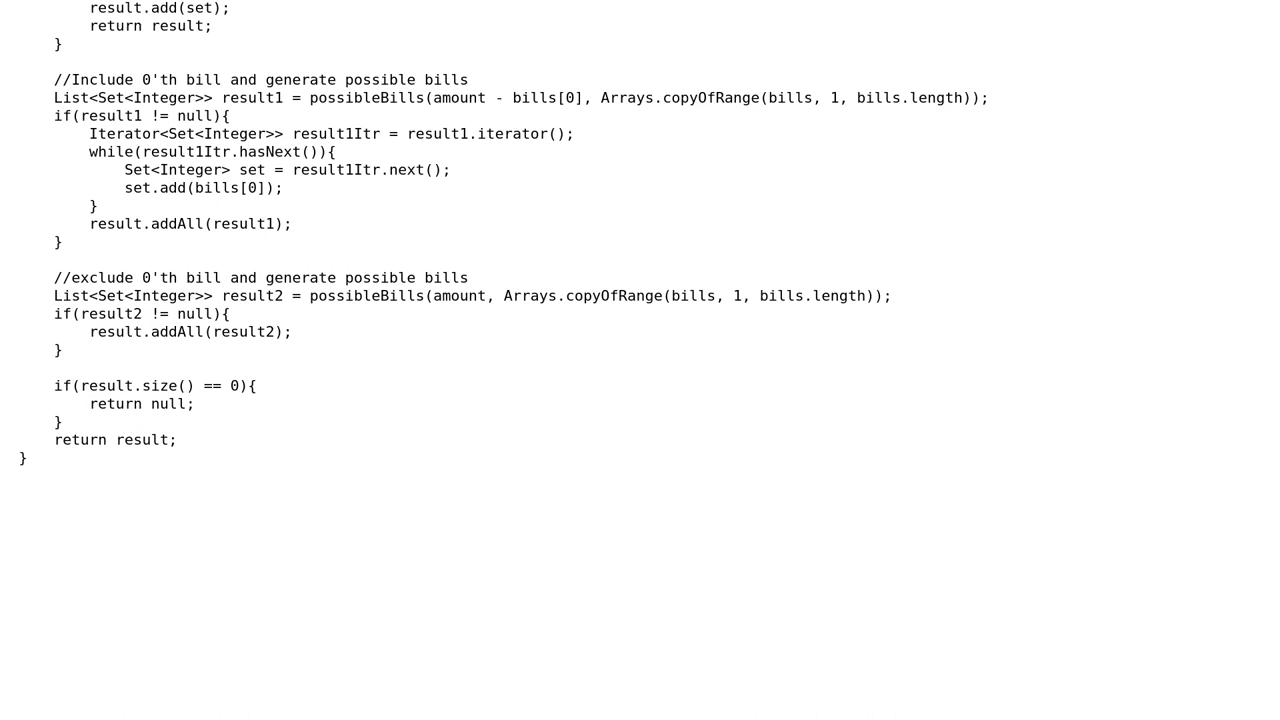 result.add(set);
        return result;
    }

    //Include 0'th bill and generate possible bills
    List<Set<Integer>> result1 = possibleBills(amount - bills[0], Arrays.copyOfRange(bills, 1, bills.length));
    if(result1 != null){
        Iterator<Set<Integer>> result1Itr = result1.iterator();
        while(result1Itr.hasNext()){
            Set<Integer> set = result1Itr.next();
            set.add(bills[0]);
        }
        result.addAll(result1);
    }

    //exclude 0'th bill and generate possible bills
    List<Set<Integer>> result2 = possibleBills(amount, Arrays.copyOfRange(bills, 1, bills.length));
    if(result2 != null){
        result.addAll(result2);
    }

    if(result.size() == 0){
        return null;
    }
    return result;
}